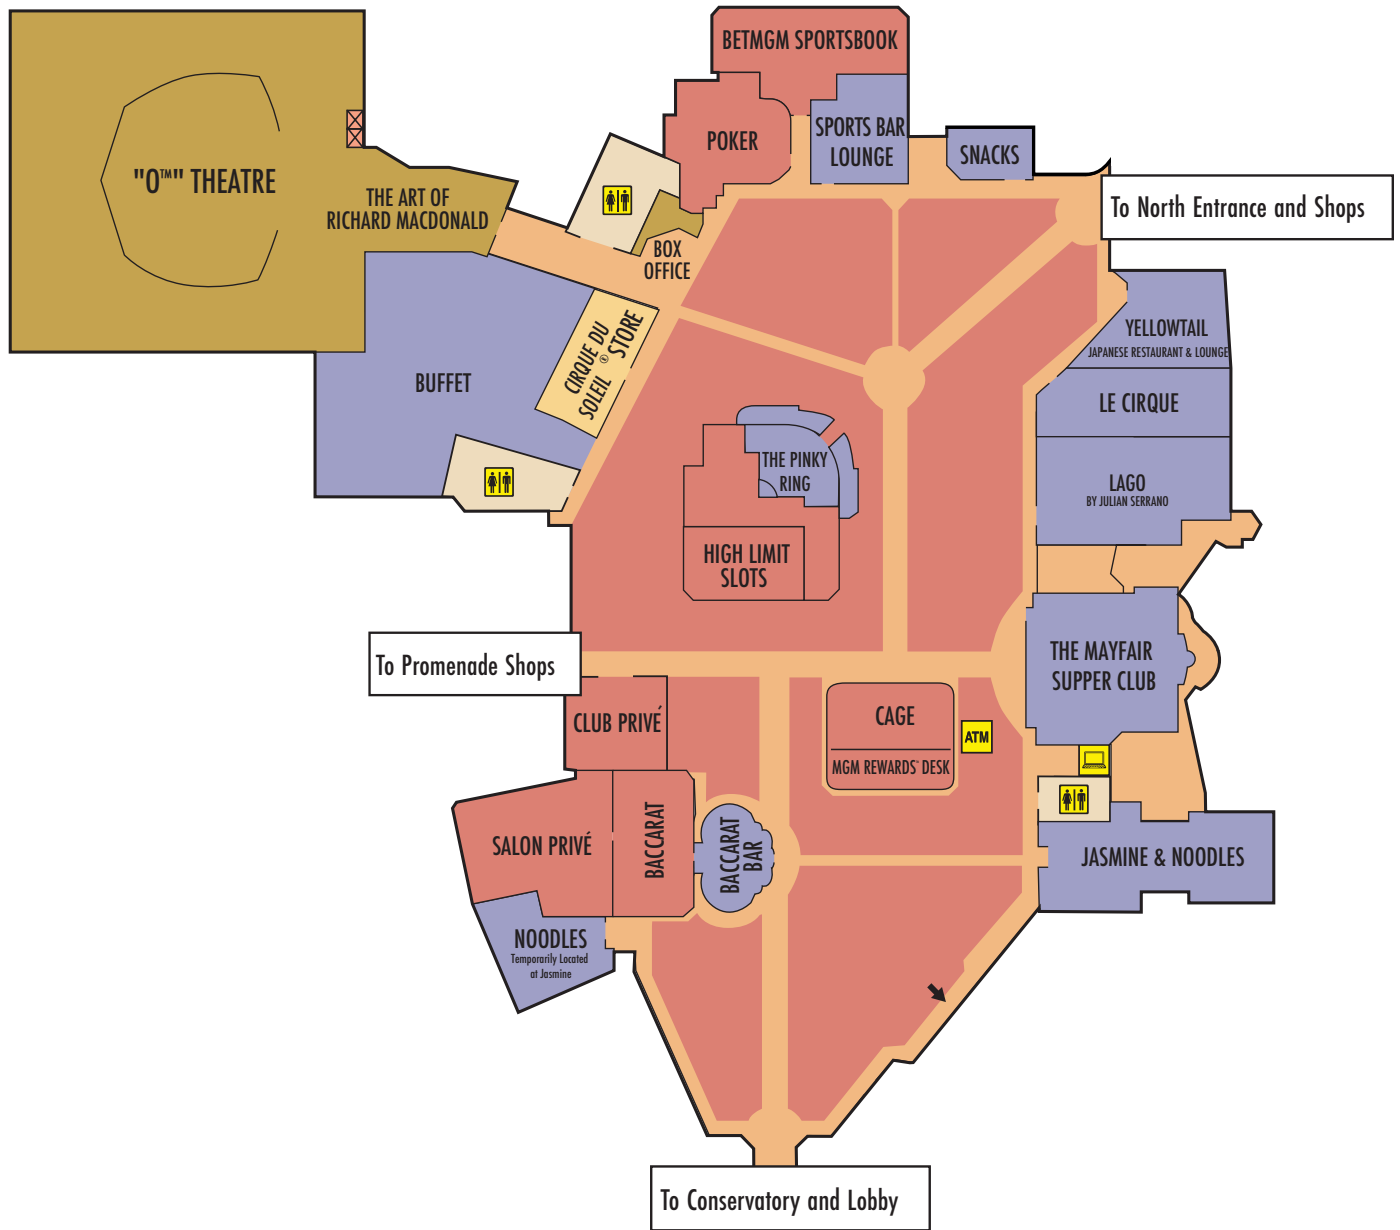 BETMGM SPORTSBOOK
POKER
SPORTS BAR
LOUNGE
SNACKS
"O™" THEATRE
THE ART OF
RICHARD MACDONALD
To North Entrance and Shops
BOX
OFFICE
CIRQUE DU
SOLEIL®
STORE
BUFFET
YELLOWTAIL
JAPANESE RESTAURANT & LOUNGE
LE CIRQUE
LAGO
BY JULIAN SERRANO
THE PINKY
RING
HIGH LIMIT
SLOTS
To Promenade Shops
THE MAYFAIR
SUPPER CLUB
CLUB PRIVÉ
CAGE
MGM REWARDS™ DESK
ATM
SALON PRIVÉ
BACCARAT
BACCARAT
BAR
JASMINE & NOODLES
NOODLES
Temporarily Located
at Jasmine
To Conservatory and Lobby